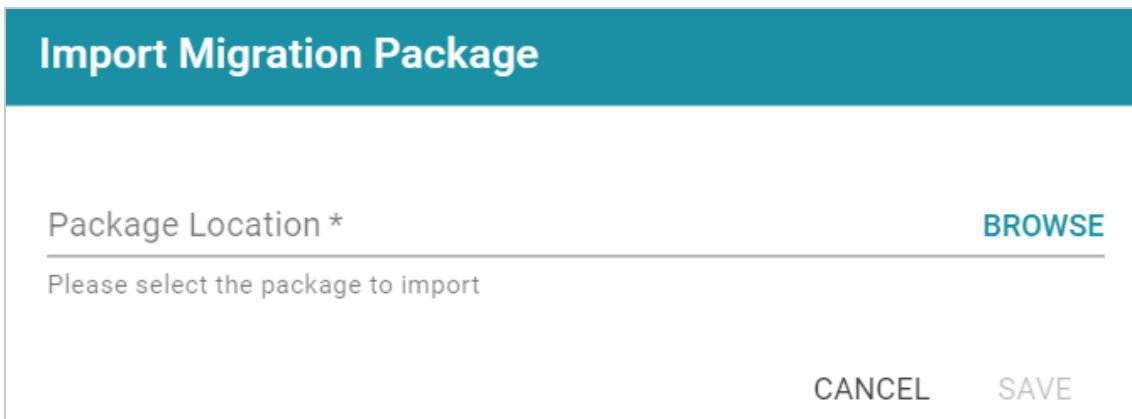 Import Migration Package
Package Location * BROWSE
Please select the package to import
CANCEL SAVE